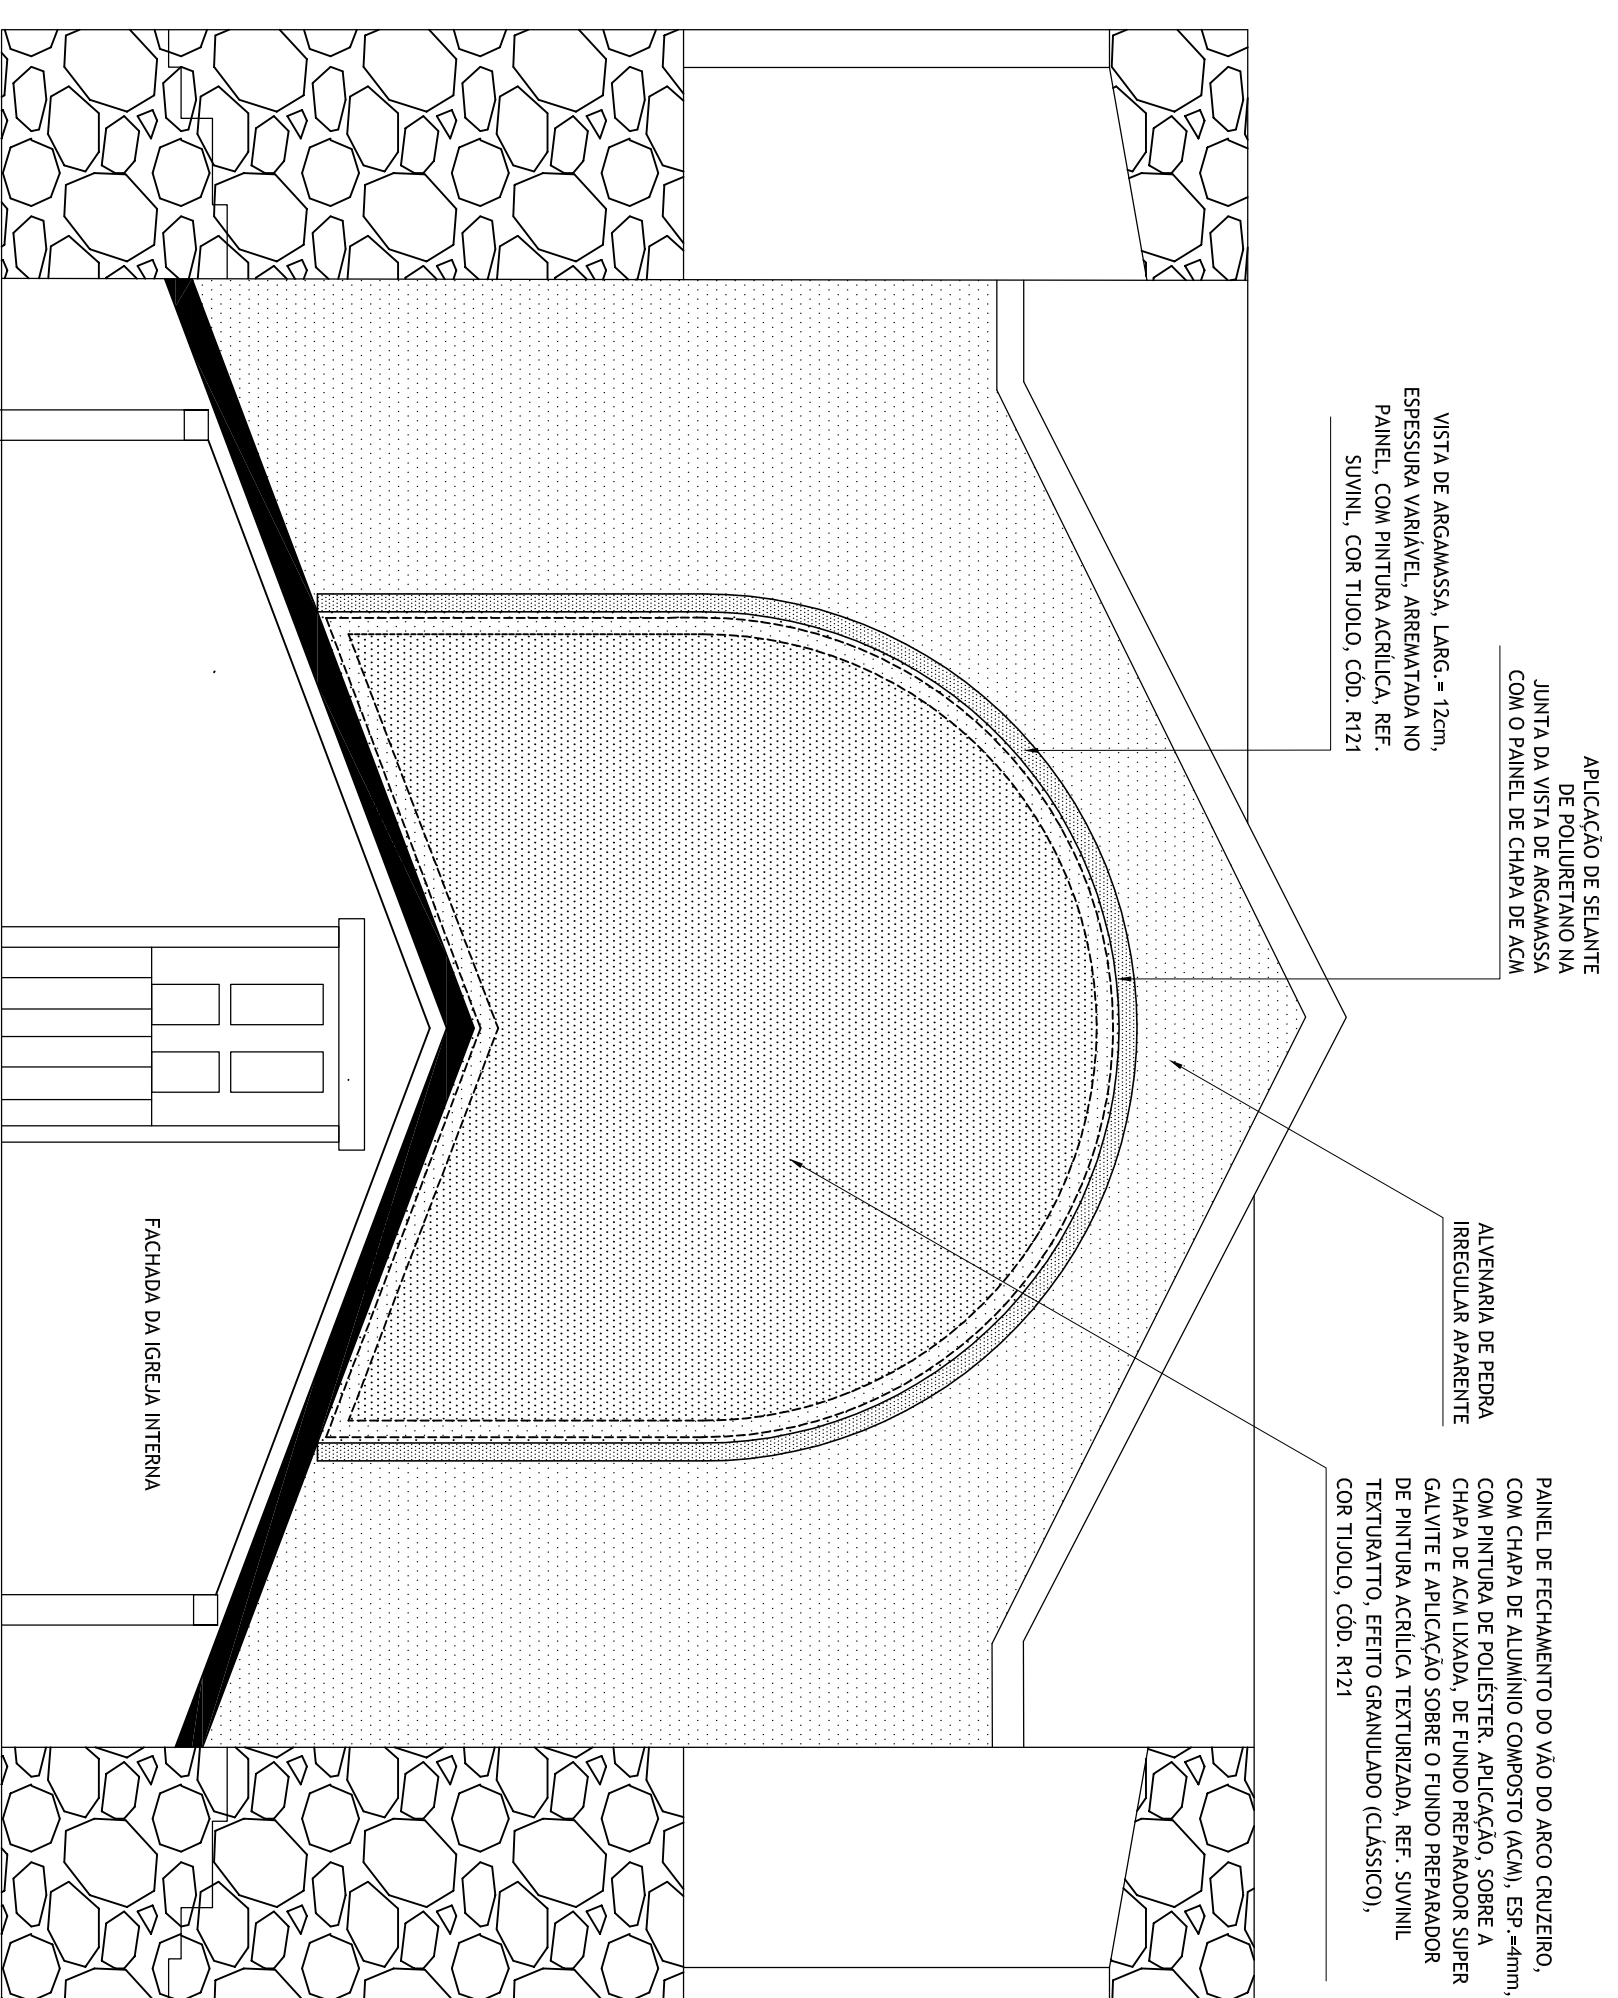 VISTA DE ARGAMASSA, LARG.= 12cm,
ESPESSURA VARIÁVEL, ARREMATADA NO
PAINEL, COM PINTURA ACRÍLICA, REF.
SUVINL, COR TIJOLO, CÓD. R121
APLICAÇÃO DE SELANTE
DE POLIURETANO NA
JUNTA DA VISTA DE ARGAMASSA
COM O PAINEL DE CHAPA DE ACM
ALVENARIA DE PEDRA
IRREGULAR APARENTE
PAINEL DE FECHAMENTO DO VÃO DO ARCO CRUZEIRO,
COM CHAPA DE ALUMÍNIO COMPOSTO (ACM), ESP.=4mm,
COM PINTURA DE POLIÉSTER. APLICAÇÃO, SOBRE A
CHAPA DE ACM LIXADA, DE FUNDO PREPARADOR SUPER
GALVITE E APLICAÇÃO SOBRE O FUNDO PREPARADOR
DE PINTURA ACRÍLICA TEXTURIZADA, REF. SUVINIL
TEXTURATTO, EFEITO GRANULADO (CLÁSSICO),
COR TIJOLO, CÓD. R121
FACHADA DA IGREJA INTERNA